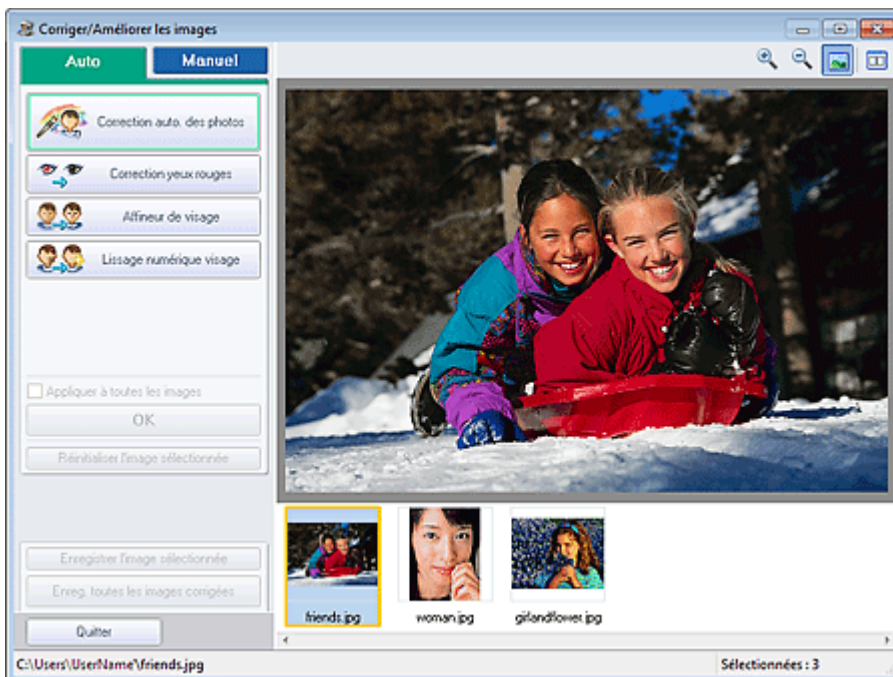 Corriger/Améliorer les images
Auto
Manuel
Correction auto. des photos
Correction yeux rouges
Affineur de visage
Lissage numérique visage
Appliquer à toutes les images
OK
Réinitialiser l'image sélectionnée
Enregistrer l'image sélectionnée
Enreg. toutes les images corrigées
Quitter
friends.jpg
woman.jpg
girlandflower.jpg
C:\Users\UserName\friends.jpg
Sélectionnées : 3